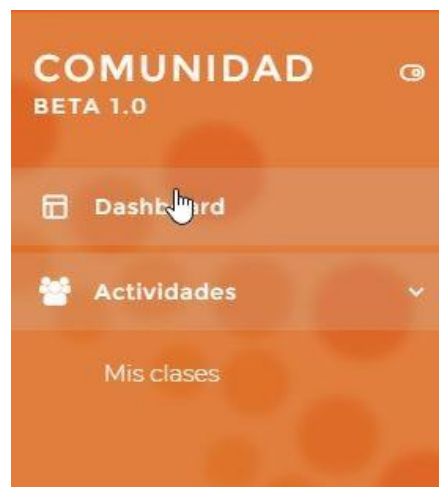 COMUNIDAD
BETA 1.0
Dashboard
Actividades
Mis clases